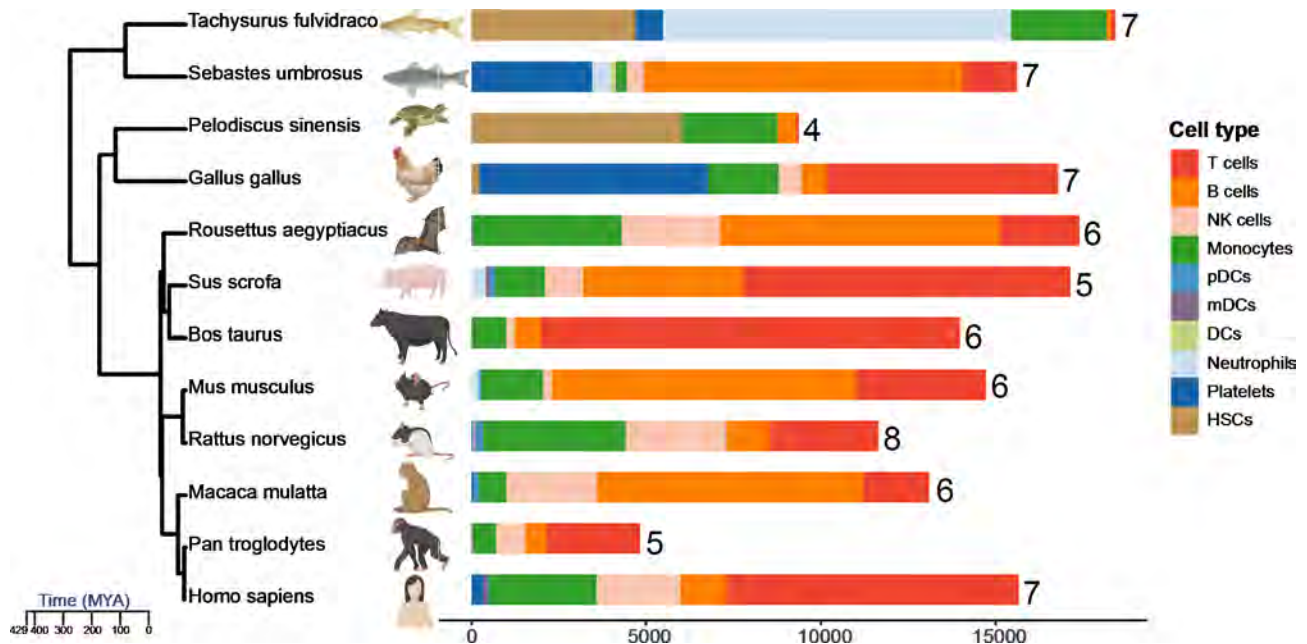 Tachysurus fulvidraco 7
Sebastes umbrosus 7
Pelodiscus sinensis 4
Gallus gallus 7
Rousettus aegyptiacus 6
Sus scrofa 5
Bos taurus 6
Mus musculus 6
Rattus norvegicus 8
Macaca mulatta 6
Pan troglodytes 5
Homo sapiens 7
Time (MYA)
429 400 300 200 100 0
0 5000 10000 15000
Cell type
T cells
B cells
NK cells
Monocytes
pDCs
mDCs
DCs
Neutrophils
Platelets
HSCs